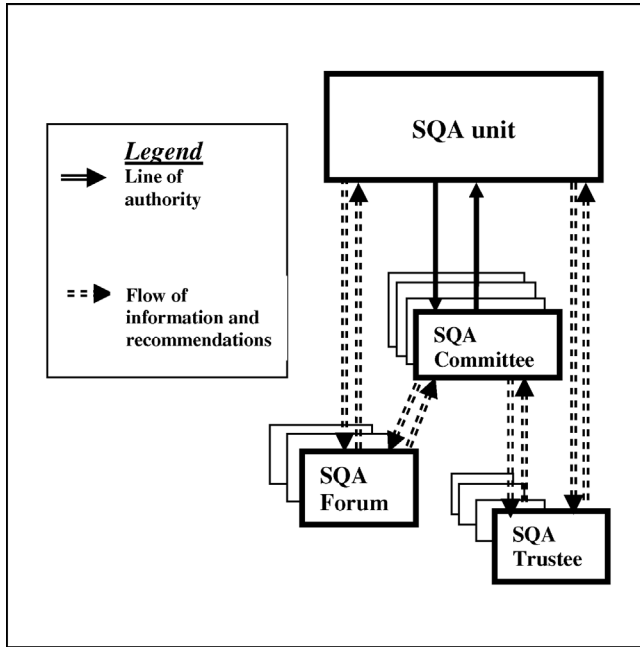 SQA unit
Legend
Line of
authority
Flow of
information and
recommendations
SQA
Committee
SQA
Forum
SQA
Trustee